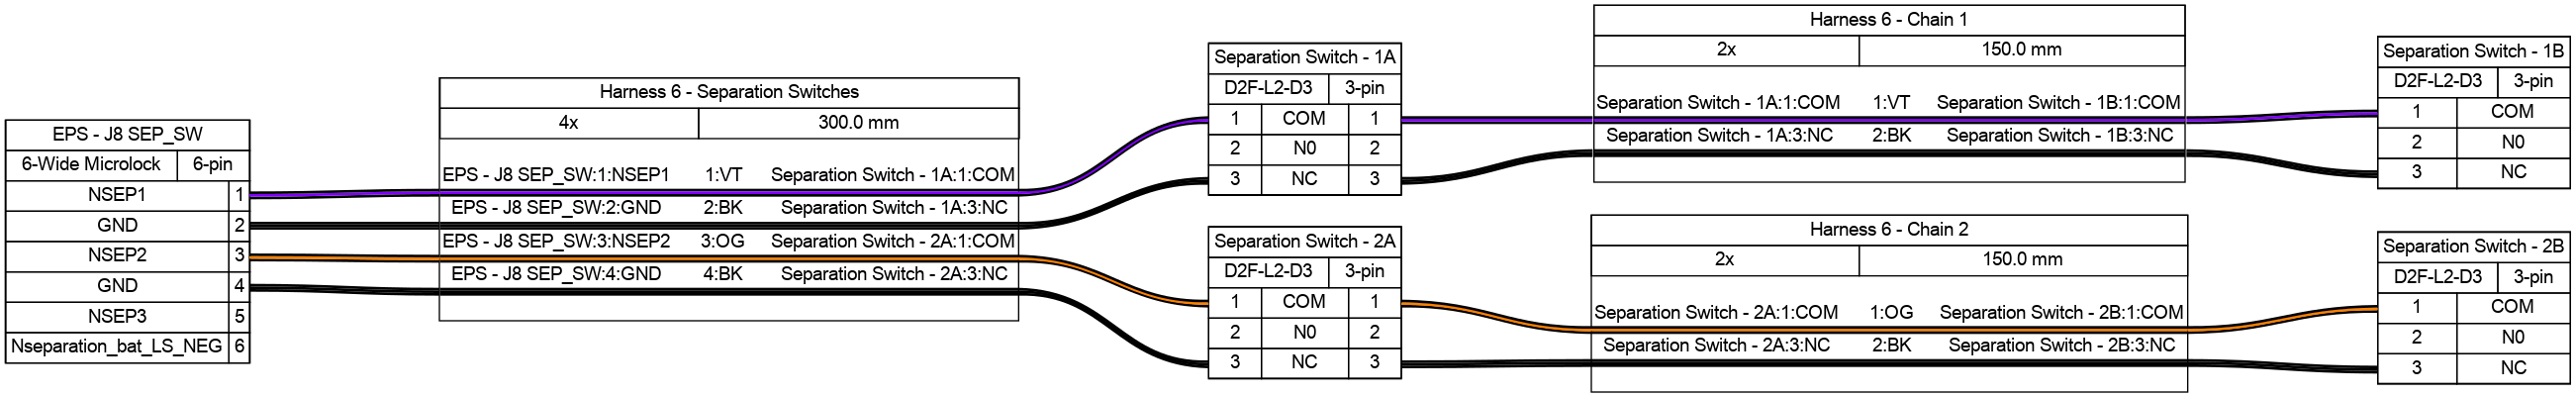 EPS - J8 SEP_SW
6-Wide Microlock 6-pin
NSEP1 1
GND 2
NSEP2 3
GND 4
NSEP3 5
Nseparation_bat_LS_NEG 6
Harness 6 - Separation Switches
4x 300.0 mm
EPS - J8 SEP_SW:1:NSEP1 1:VT Separation Switch - 1A:1:COM
EPS - J8 SEP_SW:2:GND 2:BK Separation Switch - 1A:3:NC
EPS - J8 SEP_SW:3:NSEP2 3:OG Separation Switch - 2A:1:COM
EPS - J8 SEP_SW:4:GND 4:BK Separation Switch - 2A:3:NC
Separation Switch - 1A
D2F-L2-D3 3-pin
1 COM 1
2 N0 2
3 NC 3
Separation Switch - 2A
D2F-L2-D3 3-pin
1 COM 1
2 N0 2
3 NC 3
Harness 6 - Chain 1
2x 150.0 mm
Separation Switch - 1A:1:COM 1:VT Separation Switch - 1B:1:COM
Separation Switch - 1A:3:NC 2:BK Separation Switch - 1B:3:NC
Harness 6 - Chain 2
2x 150.0 mm
Separation Switch - 2A:1:COM 1:OG Separation Switch - 2B:1:COM
Separation Switch - 2A:3:NC 2:BK Separation Switch - 2B:3:NC
Separation Switch - 1B
D2F-L2-D3 3-pin
1 COM
2 N0
3 NC
Separation Switch - 2B
D2F-L2-D3 3-pin
1 COM
2 N0
3 NC